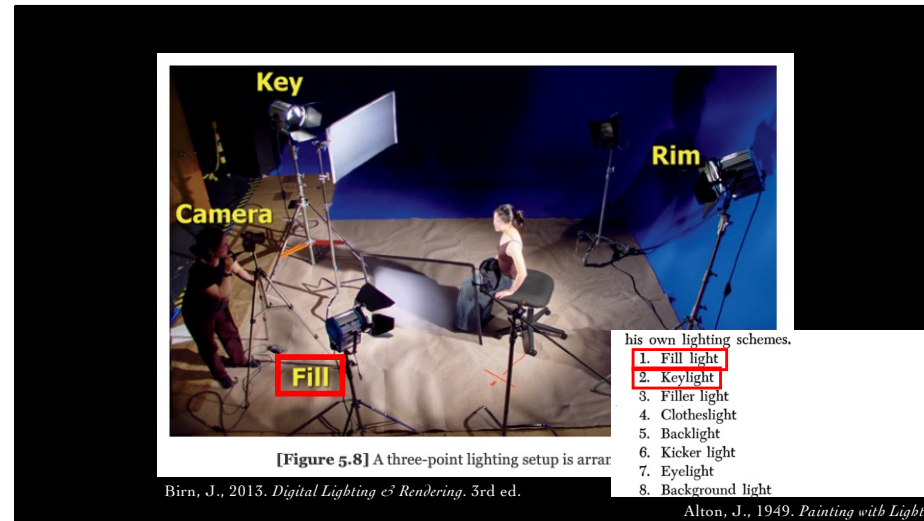 Key
Rim
Camera
Fill
his own lighting schemes.
1. Fill light
2. Keylight
3. Filler light
4. Clotheslight
5. Backlight
6. Kicker light
7. Eyelight
8. Background light
[Figure 5.8] A three-point lighting setup is arran
Birn, J., 2013. Digital Lighting & Rendering. 3rd ed.
Alton, J., 1949. Painting with Light